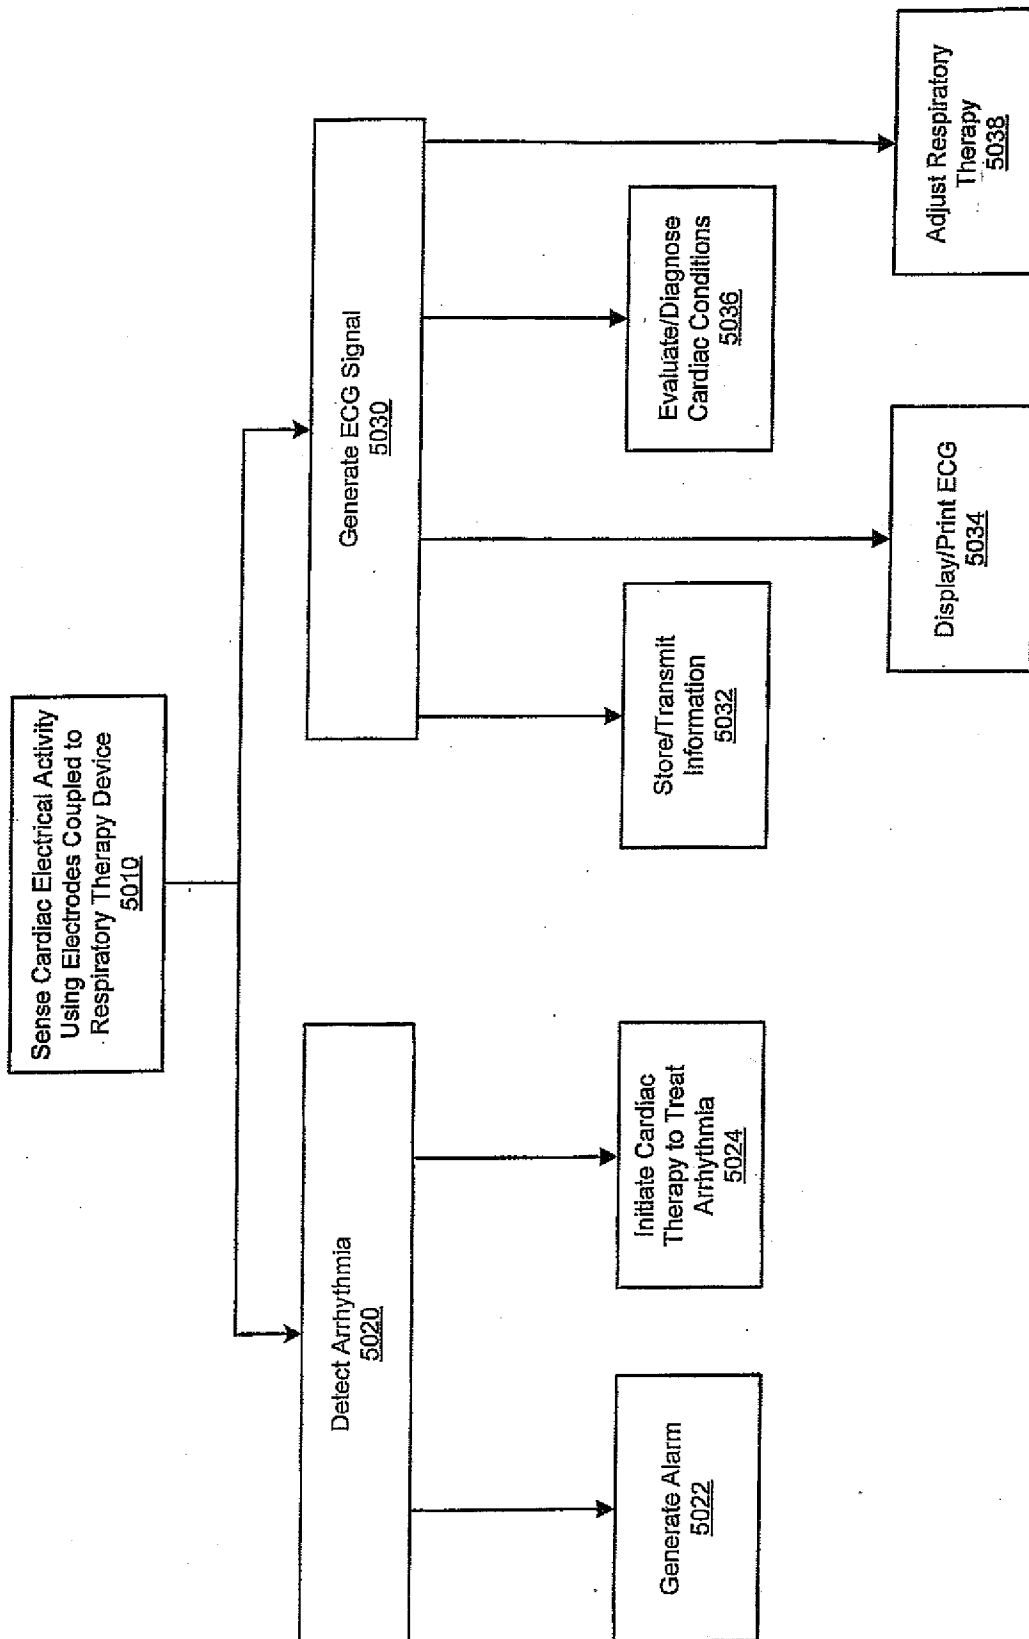 Sense Cardiac Electrical Activity
Using Electrodes Coupled to
Respiratory Therapy Device
5010
Detect Arrhythmia
5020
Generate ECG Signal
5030
Generate Alarm
5022
Initiate Cardiac
Therapy to Treat
Arrhythmia
5024
Store/Transmit
Information
5032
Evaluate/Diagnose
Cardiac Conditions
5036
Display/Print ECG
5034
Adjust Respiratory
Therapy
5038